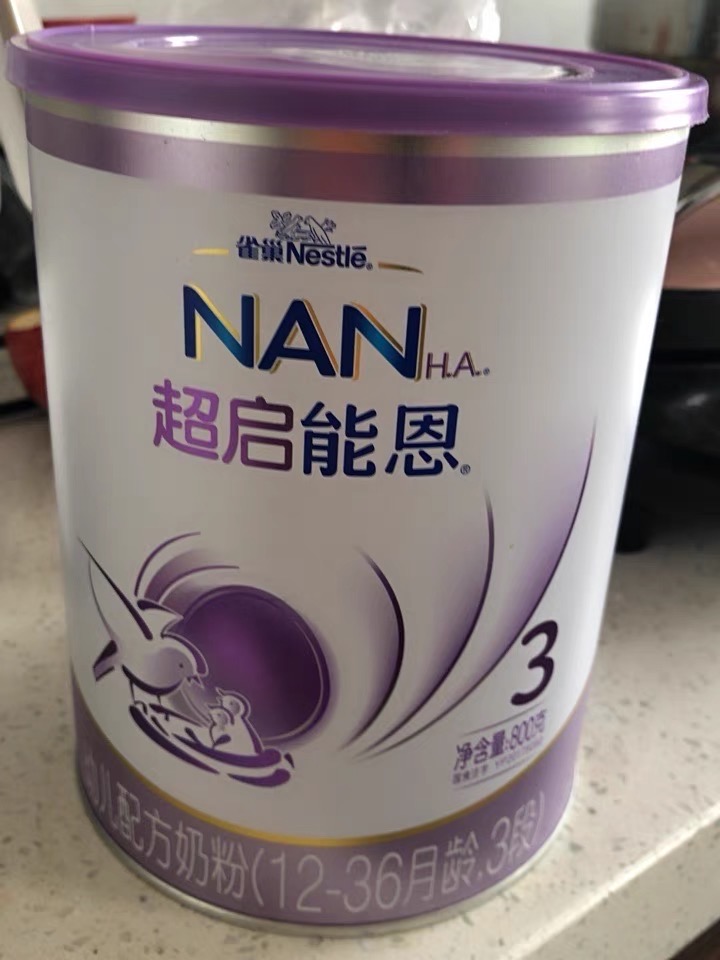 雀巢Nestlé®
NAN H.A.®
超启能恩®
3
净含量:800克
幼儿配方奶粉(12-36月龄,3段)